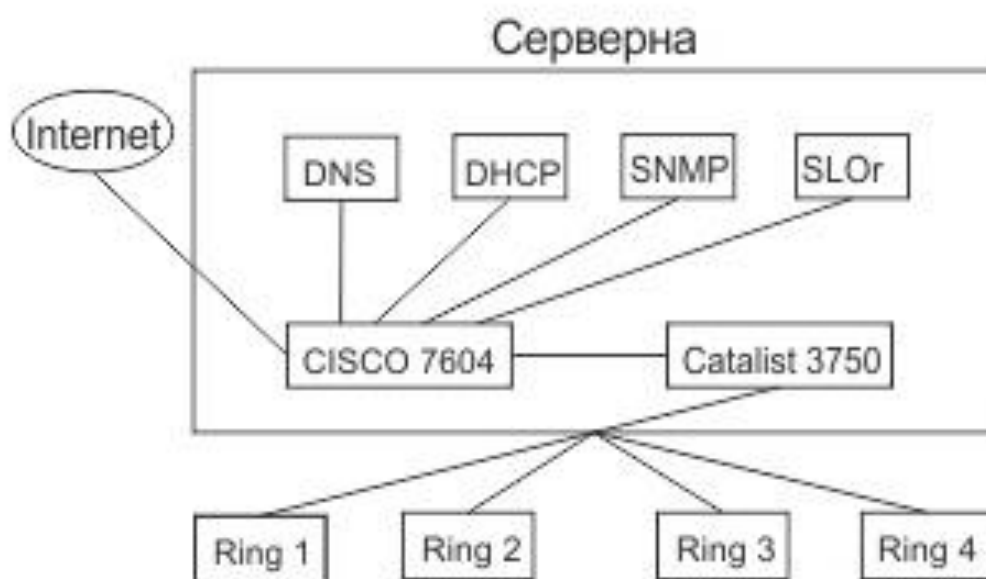 Серверна
Internet
DNS
DHCP
SNMP
SLOr
CISCO 7604
Catalist 3750
Ring 1
Ring 2
Ring 3
Ring 4